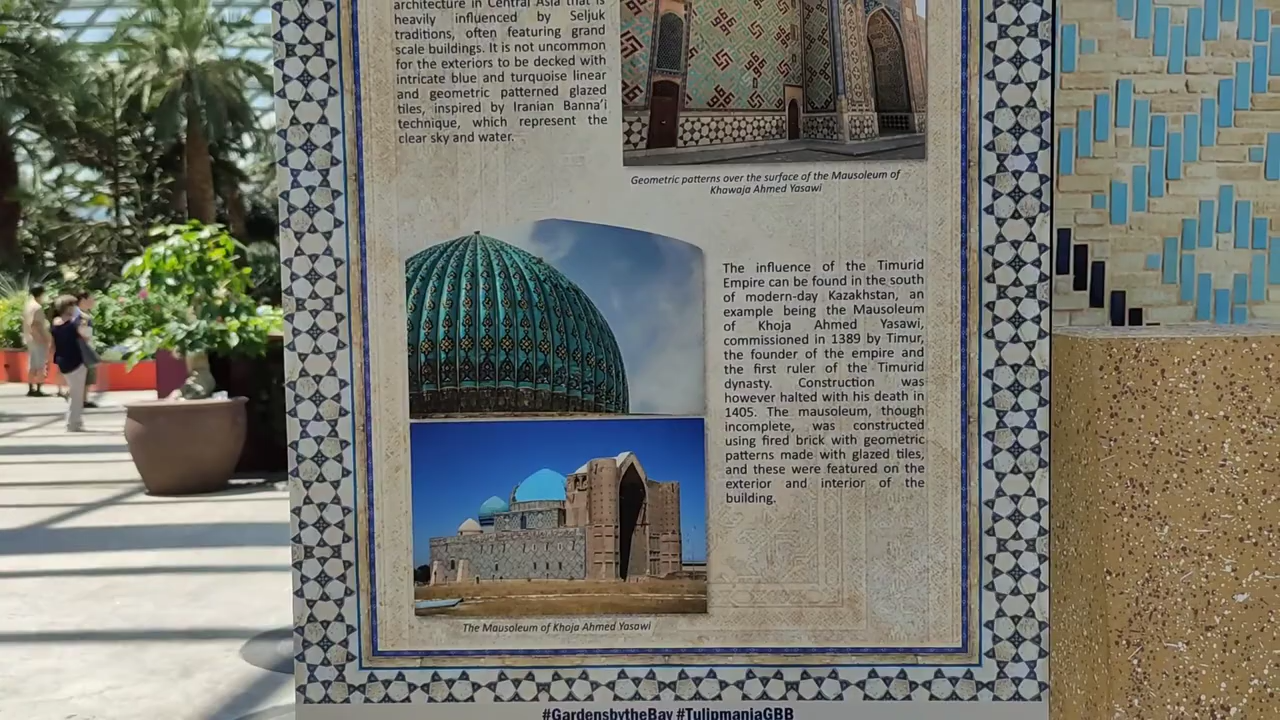 architecture in Central Asia that is
heavily influenced by Seljuk
traditions, often featuring grand
scale buildings. It is not uncommon
for the exteriors to be decked with
intricate blue and turquoise linear
and geometric patterned glazed
tiles, inspired by Iranian Banna'i
technique, which represent the
clear sky and water.
Geometric patterns over the surface of the Mausoleum of
Khawaja Ahmed Yasawi
The influence of the Timurid
Empire can be found in the south
of modern-day Kazakhstan, an
example being the Mausoleum
of Khoja Ahmed Yasawi,
commissioned in 1389 by Timur,
the founder of the empire and
the first ruler of the Timurid
dynasty. Construction was
however halted with his death in
1405. The mausoleum, though
incomplete, was constructed
using fired brick with geometric
patterns made with glazed tiles,
and these were featured on the
exterior and interior of the
building.
The Mausoleum of Khoja Ahmed Yasawi
#GardensbytheBay #TulipmaniaGBB